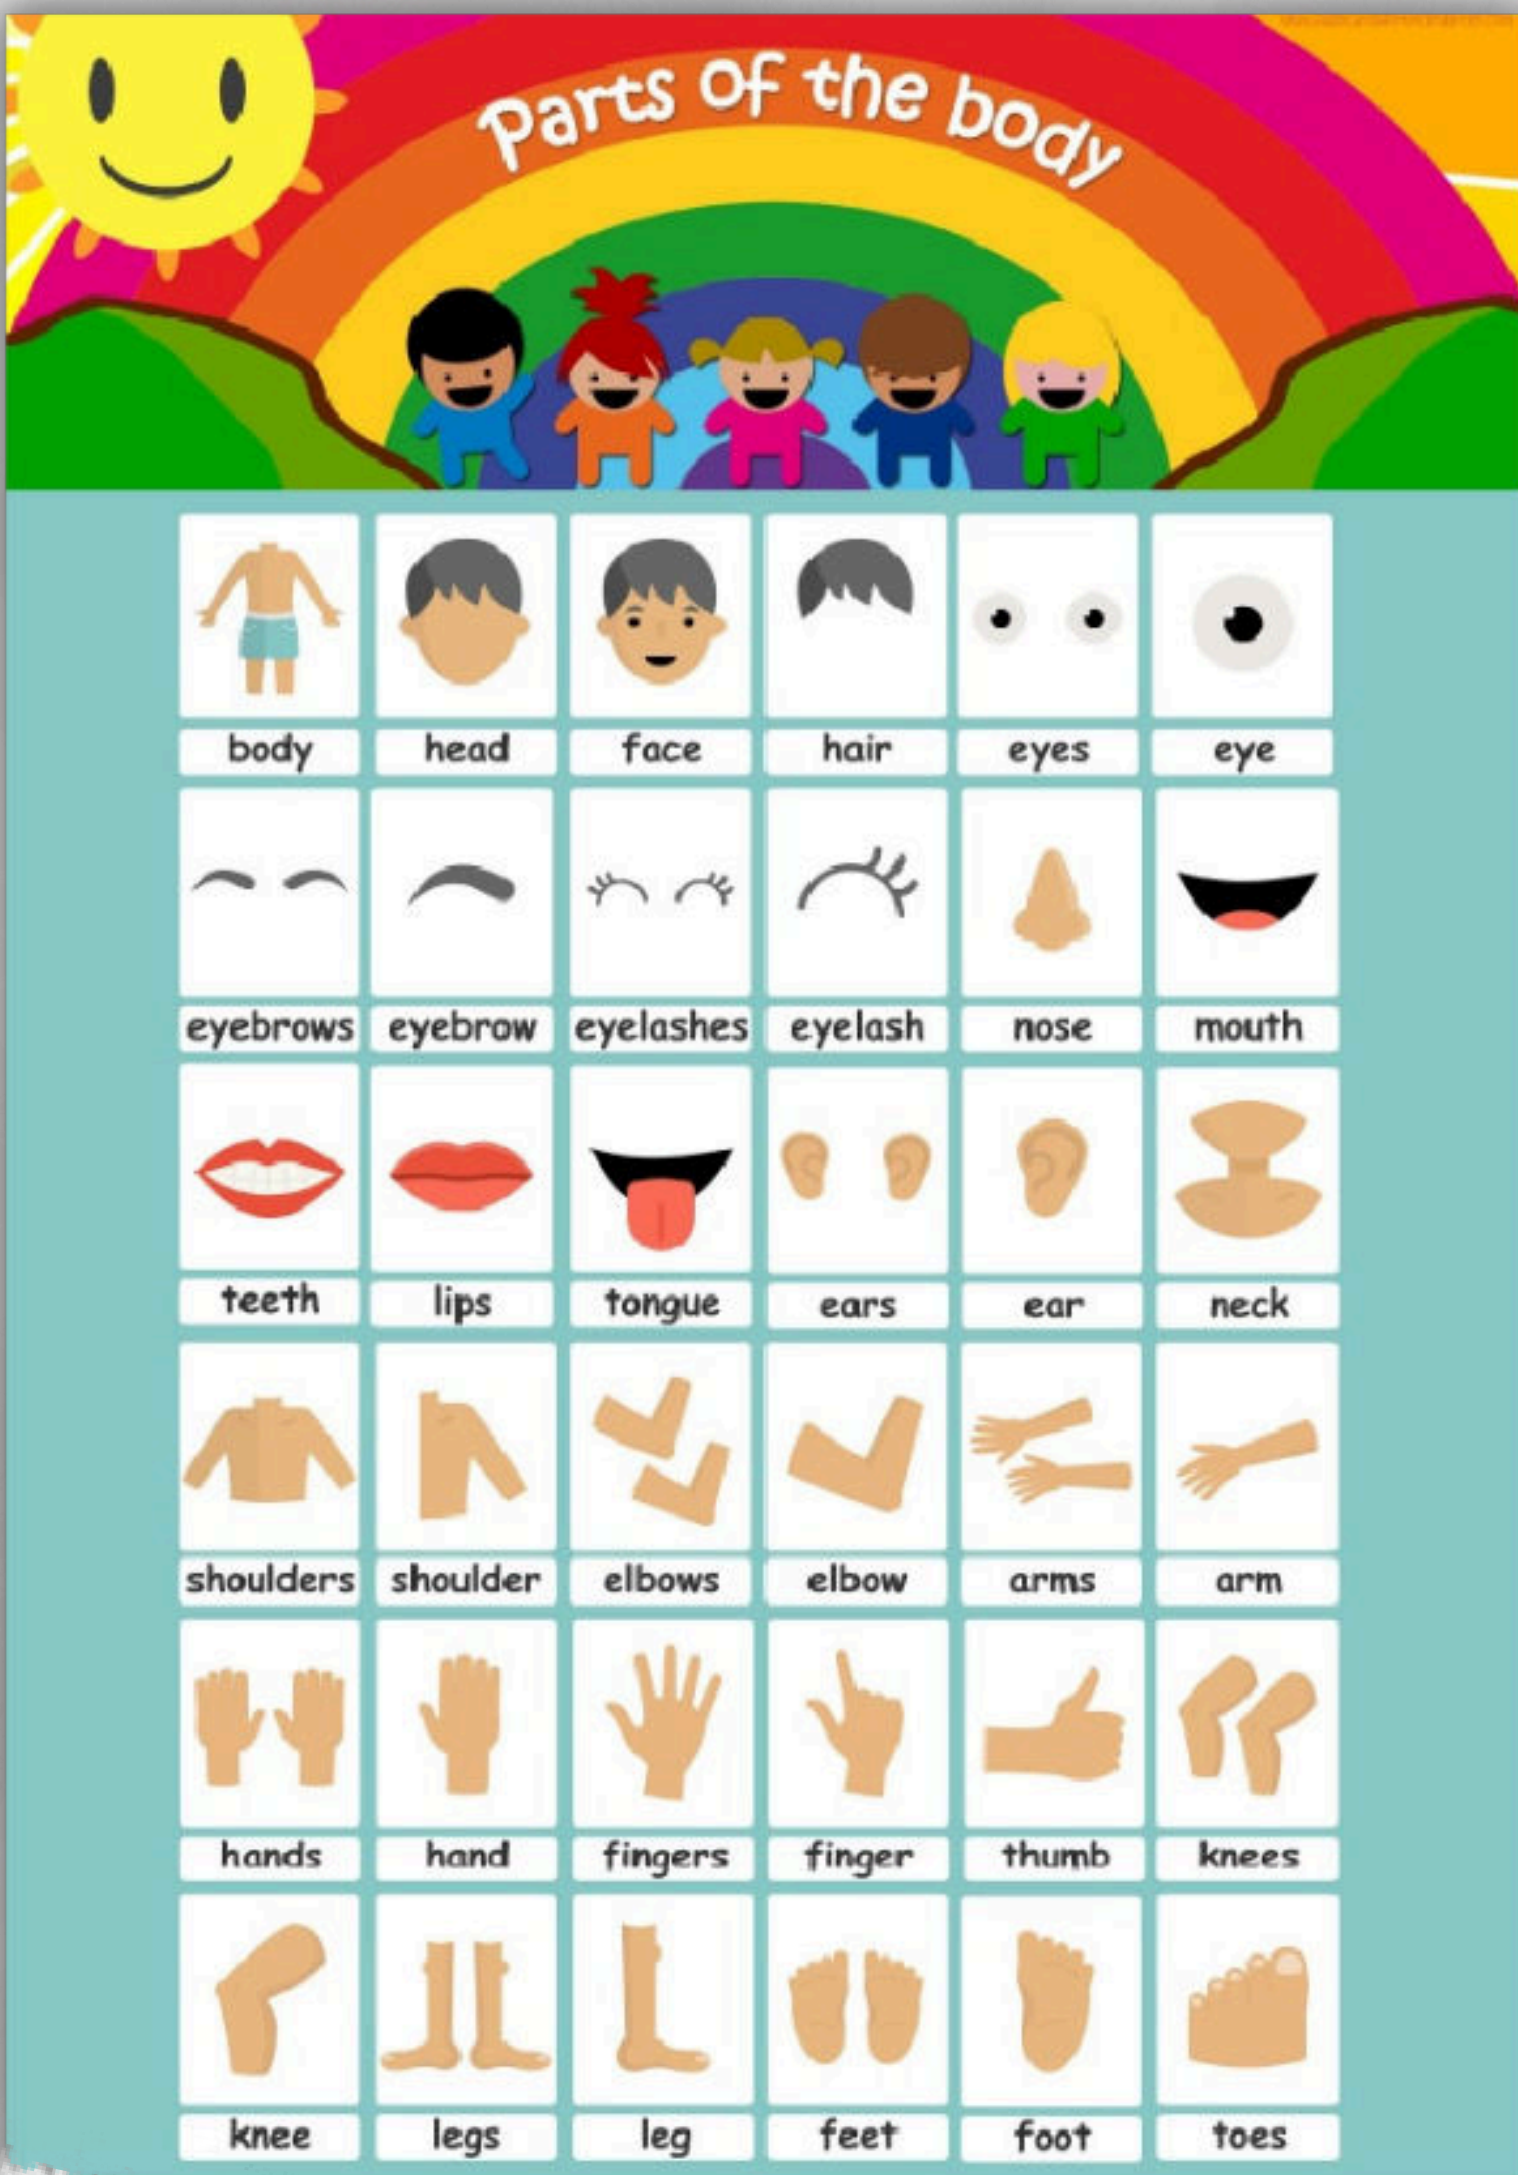 Parts of the body
body head face hair eyes eye
eyebrows eyebrow eyelashes eyelash nose mouth
teeth lips tongue ears ear neck
shoulders shoulder elbows elbow arms arm
hands hand fingers finger thumb knees
knee legs leg feet foot toes